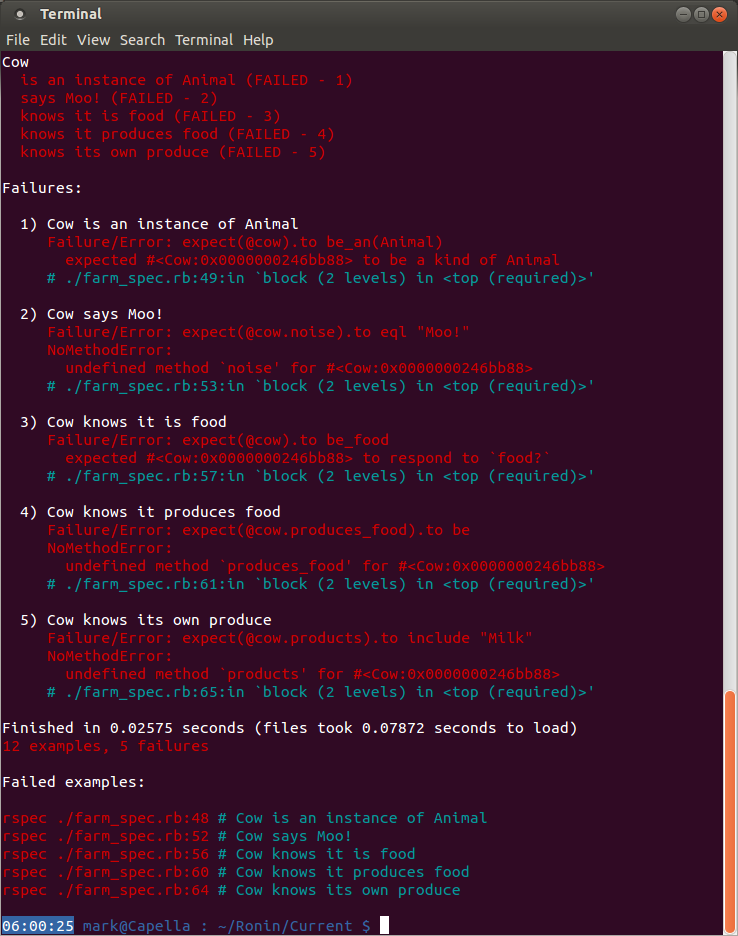 Terminal
File Edit View Search Terminal Help
Cow
  is an instance of Animal (FAILED - 1)
  says Moo! (FAILED - 2)
  knows it is food (FAILED - 3)
  knows it produces food (FAILED - 4)
  knows its own produce (FAILED - 5)

Failures:

  1) Cow is an instance of Animal
     Failure/Error: expect(@cow).to be_an(Animal)
       expected #<Cow:0x0000000246bb88> to be a kind of Animal
     # ./farm_spec.rb:49:in `block (2 levels) in <top (required)>'

  2) Cow says Moo!
     Failure/Error: expect(@cow.noise).to eql "Moo!"
     NoMethodError:
       undefined method `noise' for #<Cow:0x0000000246bb88>
     # ./farm_spec.rb:53:in `block (2 levels) in <top (required)>'

  3) Cow knows it is food
     Failure/Error: expect(@cow).to be_food
       expected #<Cow:0x0000000246bb88> to respond to `food?`
     # ./farm_spec.rb:57:in `block (2 levels) in <top (required)>'

  4) Cow knows it produces food
     Failure/Error: expect(@cow.produces_food).to be
     NoMethodError:
       undefined method `produces_food' for #<Cow:0x0000000246bb88>
     # ./farm_spec.rb:61:in `block (2 levels) in <top (required)>'

  5) Cow knows its own produce
     Failure/Error: expect(@cow.products).to include "Milk"
     NoMethodError:
       undefined method `products' for #<Cow:0x0000000246bb88>
     # ./farm_spec.rb:65:in `block (2 levels) in <top (required)>'

Finished in 0.02575 seconds (files took 0.07872 seconds to load)
12 examples, 5 failures

Failed examples:

rspec ./farm_spec.rb:48 # Cow is an instance of Animal
rspec ./farm_spec.rb:52 # Cow says Moo!
rspec ./farm_spec.rb:56 # Cow knows it is food
rspec ./farm_spec.rb:60 # Cow knows it produces food
rspec ./farm_spec.rb:64 # Cow knows its own produce

06:00:25 mark@Capella : ~/Ronin/Current $